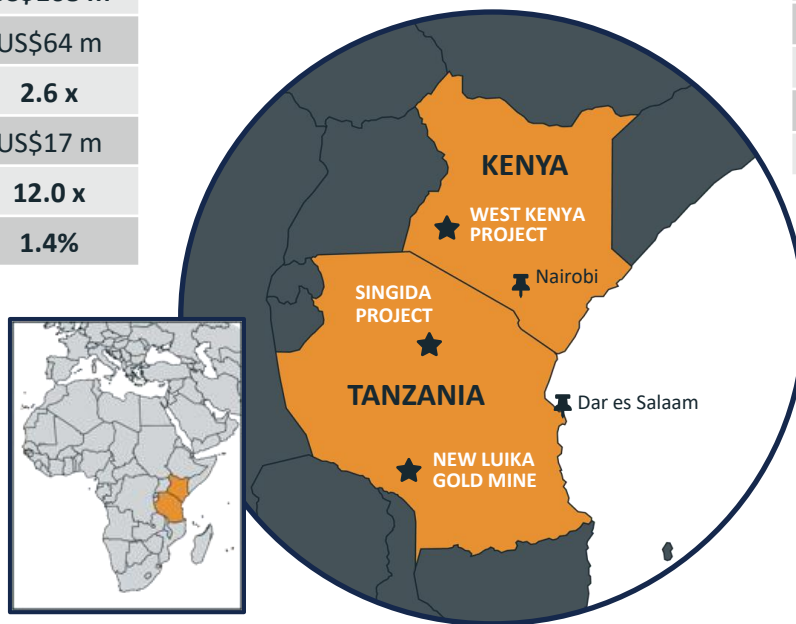 US$64 m
2.6 x
US$17 m
12.0 x
1.4%
KENYA
WEST KENYA
PROJECT
Nairobi
SINGIDA
PROJECT
TANZANIA
Dar es Salaam
NEW LUIKA
GOLD MINE